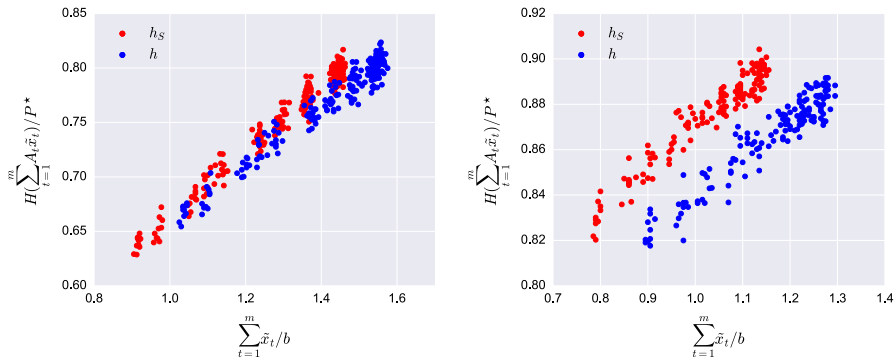 0.85
0.80
0.75
0.70
0.65
0.60
0.8 1.0 1.2 1.4 1.6
h_S
h
H(∑_{t=1}^{m} A_t x̃_t)/P^⋆
∑_{t=1}^{m} x̃_t/b
0.92
0.90
0.88
0.86
0.84
0.82
0.80
0.7 0.8 0.9 1.0 1.1 1.2 1.3 1.4
h_S
h
H(∑_{t=1}^{m} A_t x̃_t)/P^⋆
∑_{t=1}^{m} x̃_t/b